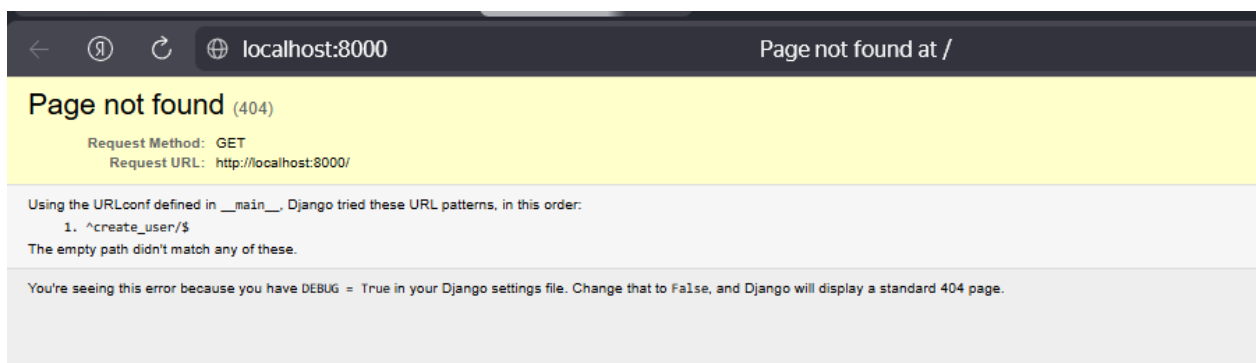 localhost:8000 Page not found at /
Page not found (404)
Request Method: GET
Request URL: http://localhost:8000/
Using the URLconf defined in __main__, Django tried these URL patterns, in this order:
1. ^create_user/$
The empty path didn't match any of these.
You're seeing this error because you have DEBUG = True in your Django settings file. Change that to False, and Django will display a standard 404 page.